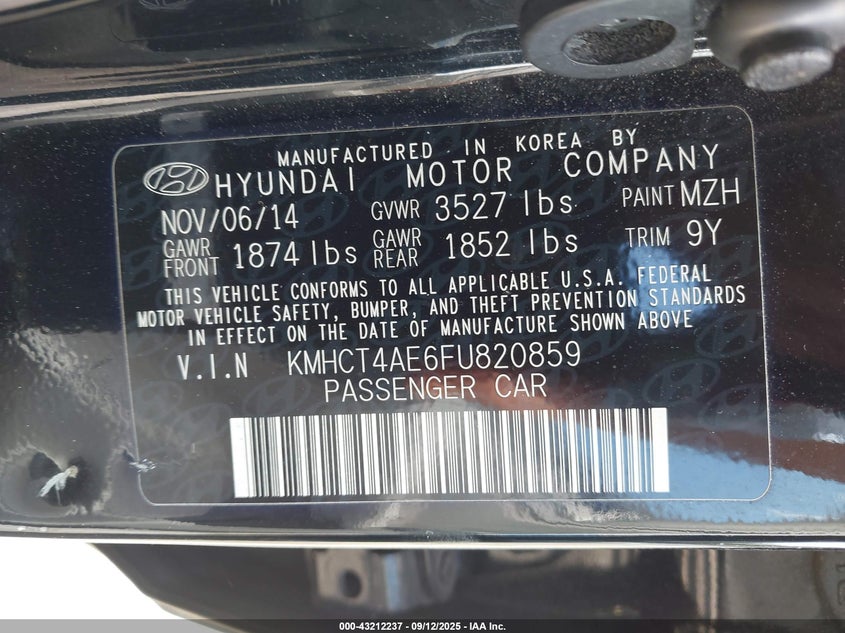 MANUFACTURED IN KOREA BY
HYUNDAI MOTOR COMPANY
NOV/06/14 GVWR 3527 lbs PAINT MZH
GAWR FRONT 1874 lbs GAWR REAR 1852 lbs TRIM 9Y
THIS VEHICLE CONFORMS TO ALL APPLICABLE U.S.A. FEDERAL
MOTOR VEHICLE SAFETY, BUMPER, AND THEFT PREVENTION STANDARDS
IN EFFECT ON THE DATE OF MANUFACTURE SHOWN ABOVE
V.I.N KMHCT4AE6FU820859
PASSENGER CAR
000-43212237 - 09/12/2025 - IAA Inc.